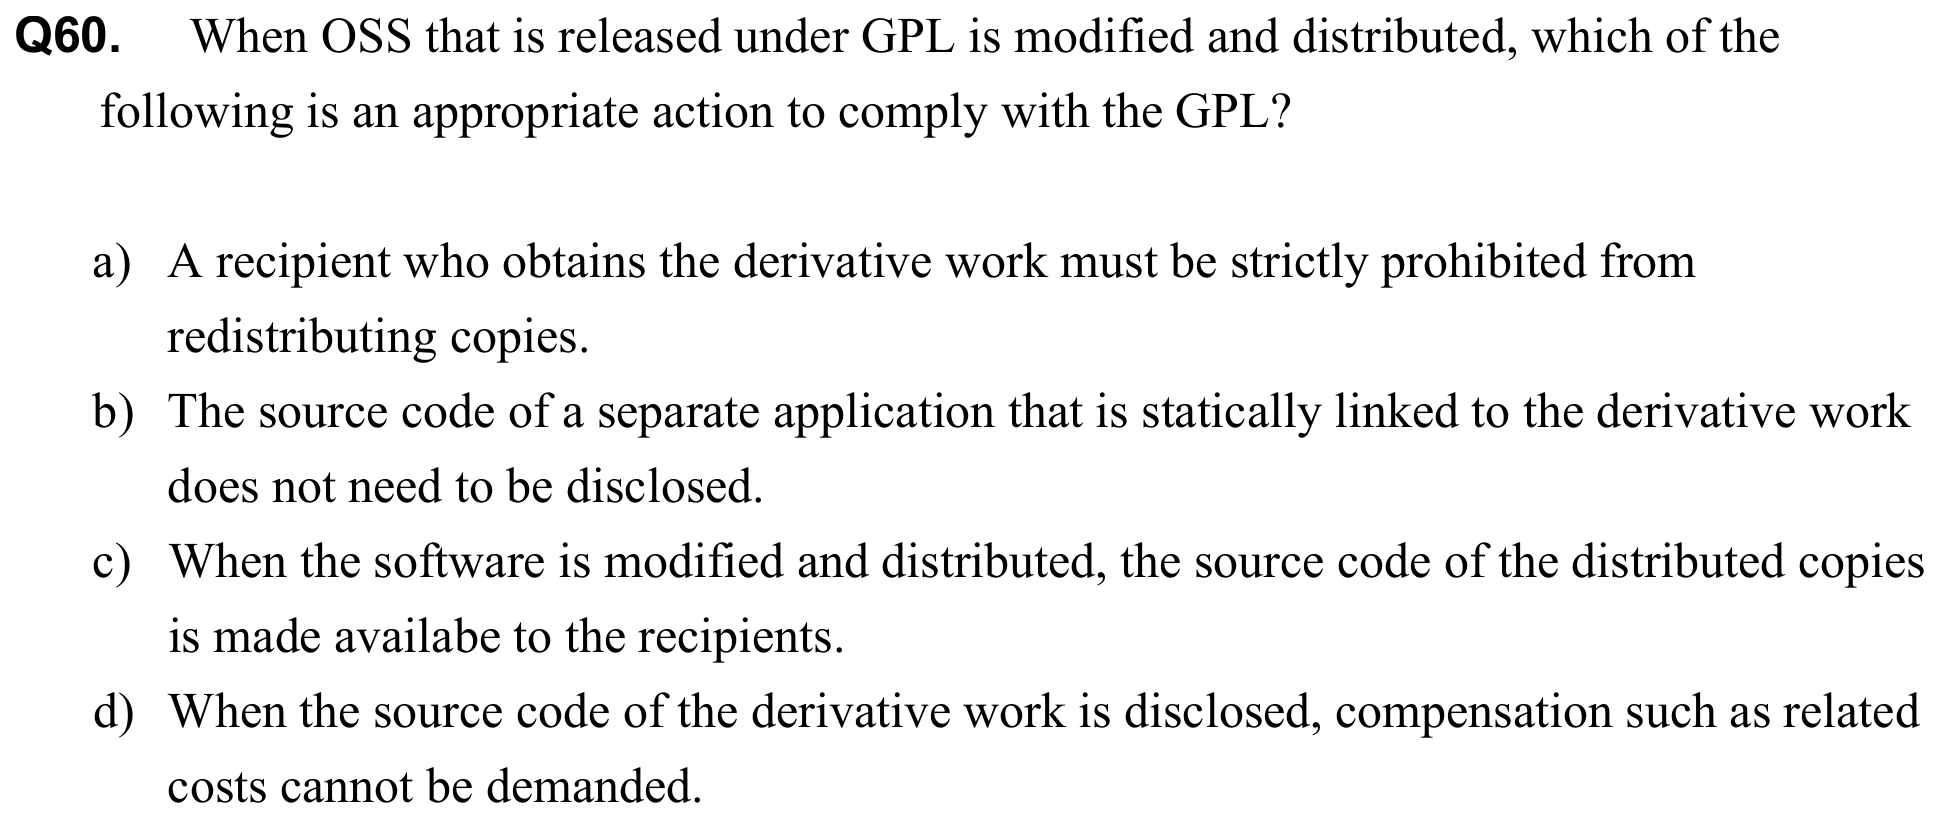 Q60. When OSS that is released under GPL is modified and distributed, which of the
following is an appropriate action to comply with the GPL?
a) A recipient who obtains the derivative work must be strictly prohibited from
redistributing copies.
b) The source code of a separate application that is statically linked to the derivative work
does not need to be disclosed.
c) When the software is modified and distributed, the source code of the distributed copies
is made availabe to the recipients.
d) When the source code of the derivative work is disclosed, compensation such as related
costs cannot be demanded.